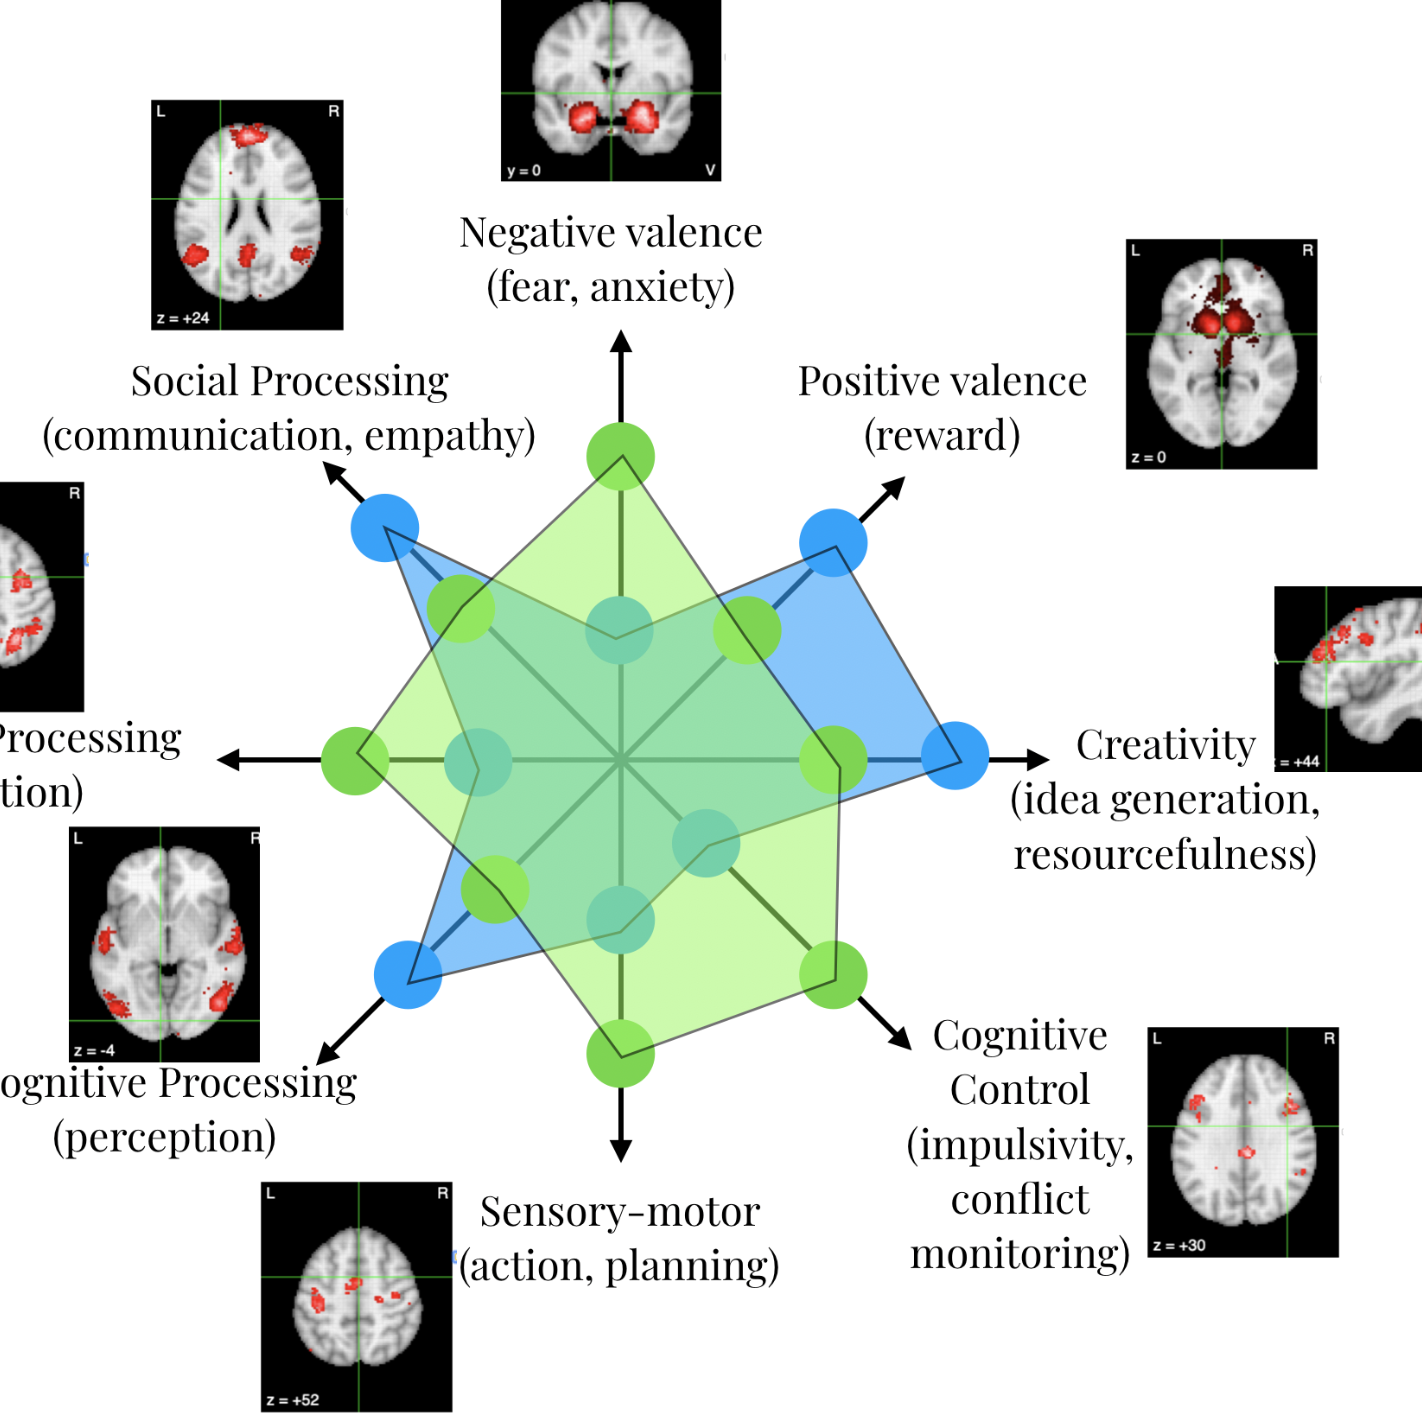 y = 0 V
L R
z = +24
Negative valence
(fear, anxiety)
L R
z = 0
Social Processing
(communication, empathy)
Positive valence
(reward)
R
Processing
tion)
Creativity
(idea generation,
resourcefulness)
= +44
L R
z = -4
ognitive Processing
(perception)
Cognitive
Control
(impulsivity,
conflict
monitoring)
L R
z = +30
L R
z = +52
Sensory-motor
(action, planning)